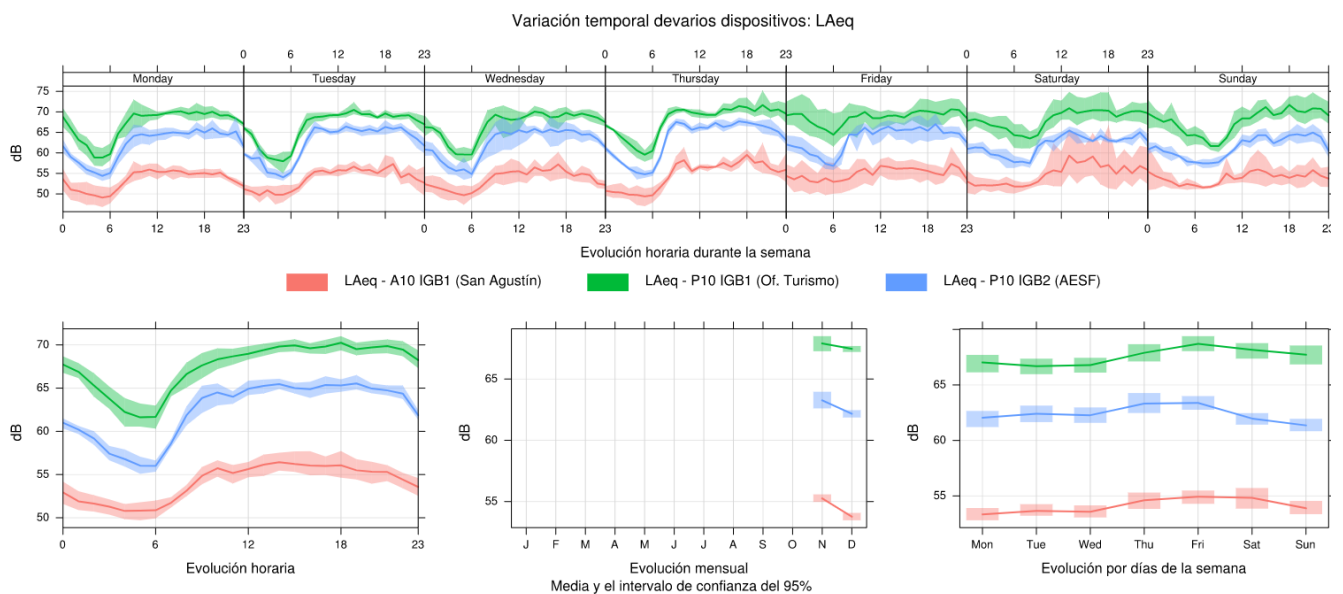 Variación temporal devarios dispositivos: LAeq
0 6 12 18 23 0 6 12 18 23 0 6 12 18 23
Monday Tuesday Wednesday Thursday Friday Saturday Sunday
75
70
65
60
55
50
dB
0 6 12 18 23 0 6 12 18 23 0 6 12 18 23 0 6 12 18 23
Evolución horaria durante la semana
LAeq - A10 IGB1 (San Agustín) LAeq - P10 IGB1 (Of. Turismo) LAeq - P10 IGB2 (AESF)
70
65
60
55
50
dB
0 6 12 18 23
Evolución horaria
65
60
55
dB
J F M A M J J A S O N D
Evolución mensual
Media y el intervalo de confianza del 95%
65
60
55
dB
Mon Tue Wed Thu Fri Sat Sun
Evolución por días de la semana